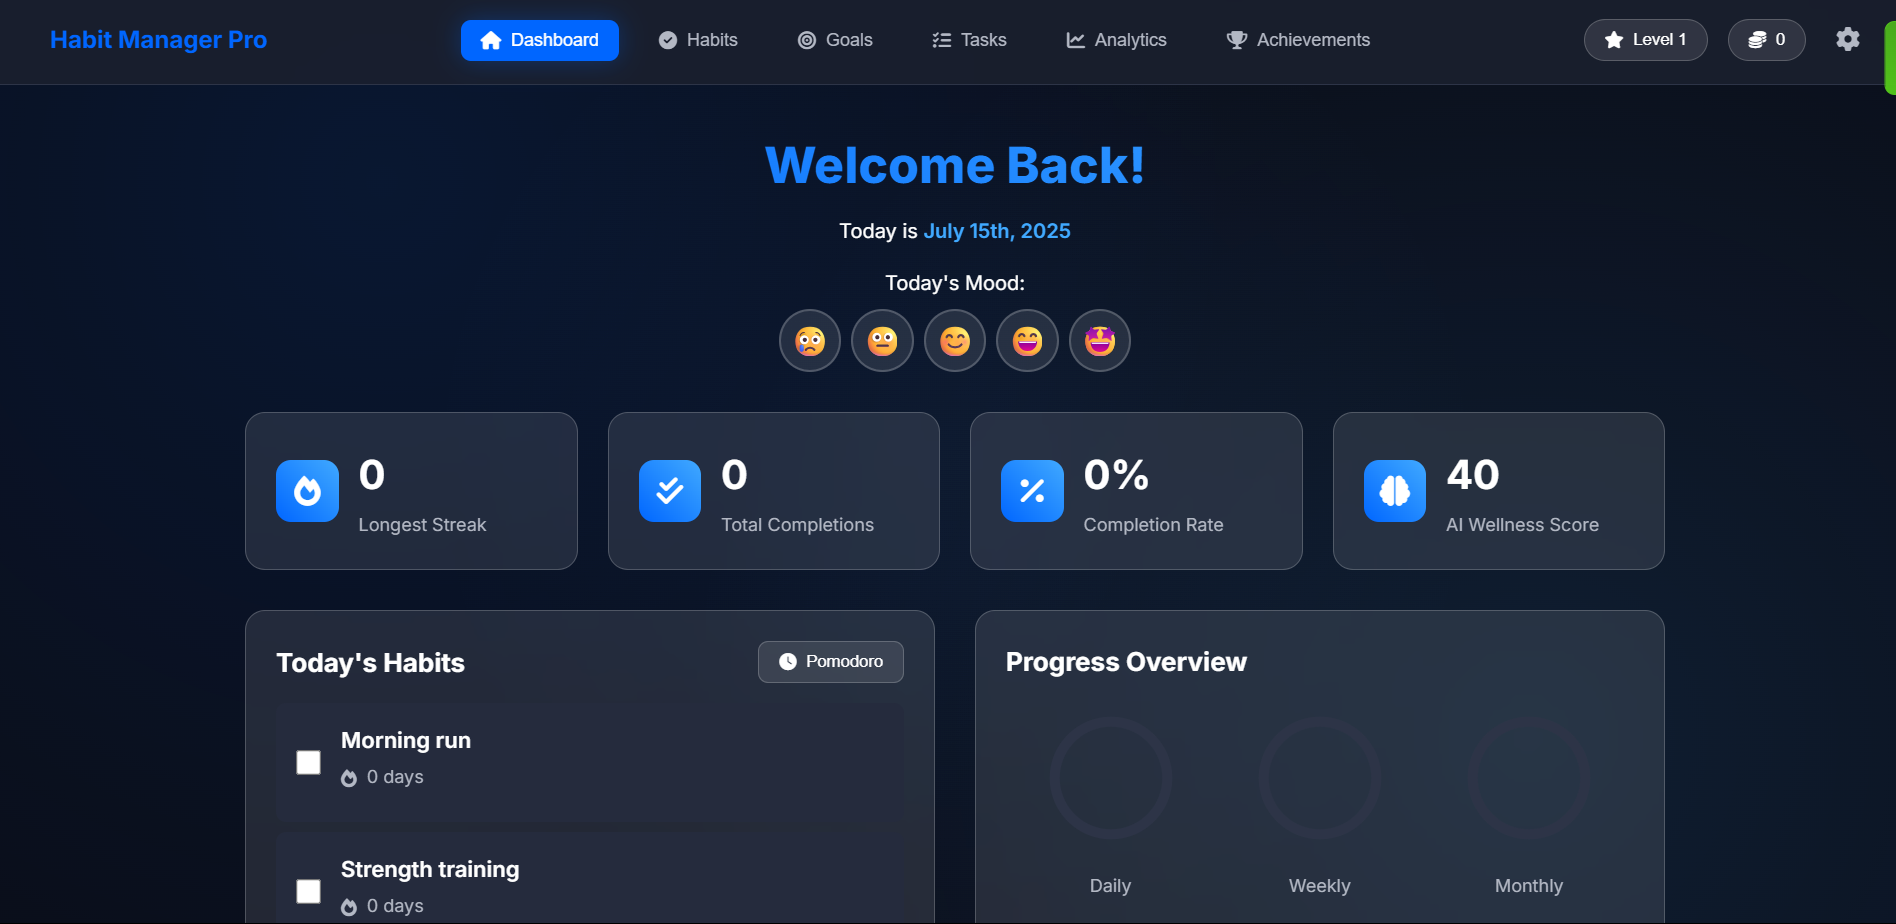 Habit Manager Pro
Dashboard
Habits
Goals
Tasks
Analytics
Achievements
Level 1
0
Welcome Back!
Today is July 15th, 2025
Today's Mood:
0
Longest Streak
0
Total Completions
0%
Completion Rate
40
AI Wellness Score
Today's Habits
Pomodoro
Morning run
0 days
Strength training
0 days
Progress Overview
Daily
Weekly
Monthly